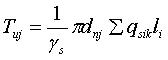 T_{uj} = \frac{1}{\gamma_s} \pi d_{nj} \sum q_{sik} l_i